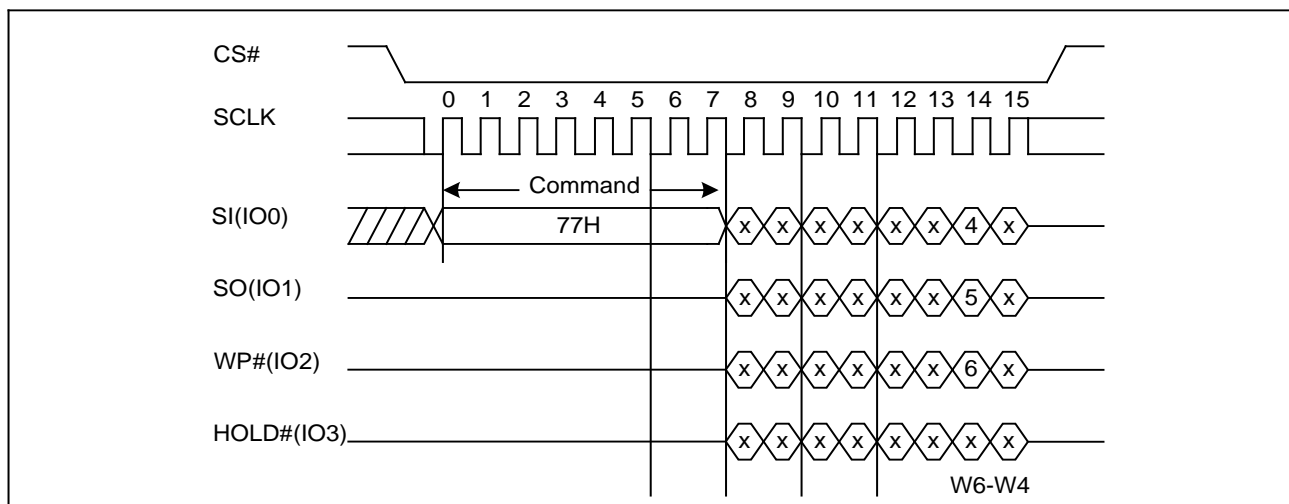 CS#
0 1 2 3 4 5 6 7 8 9 10 11 12 13 14 15
SCLK
Command
SI(IO0)
77H
x x x x x x 4 x
SO(IO1)
x x x x x x 5 x
WP#(IO2)
x x x x x x 6 x
HOLD#(IO3)
x x x x x x x x
W6-W4